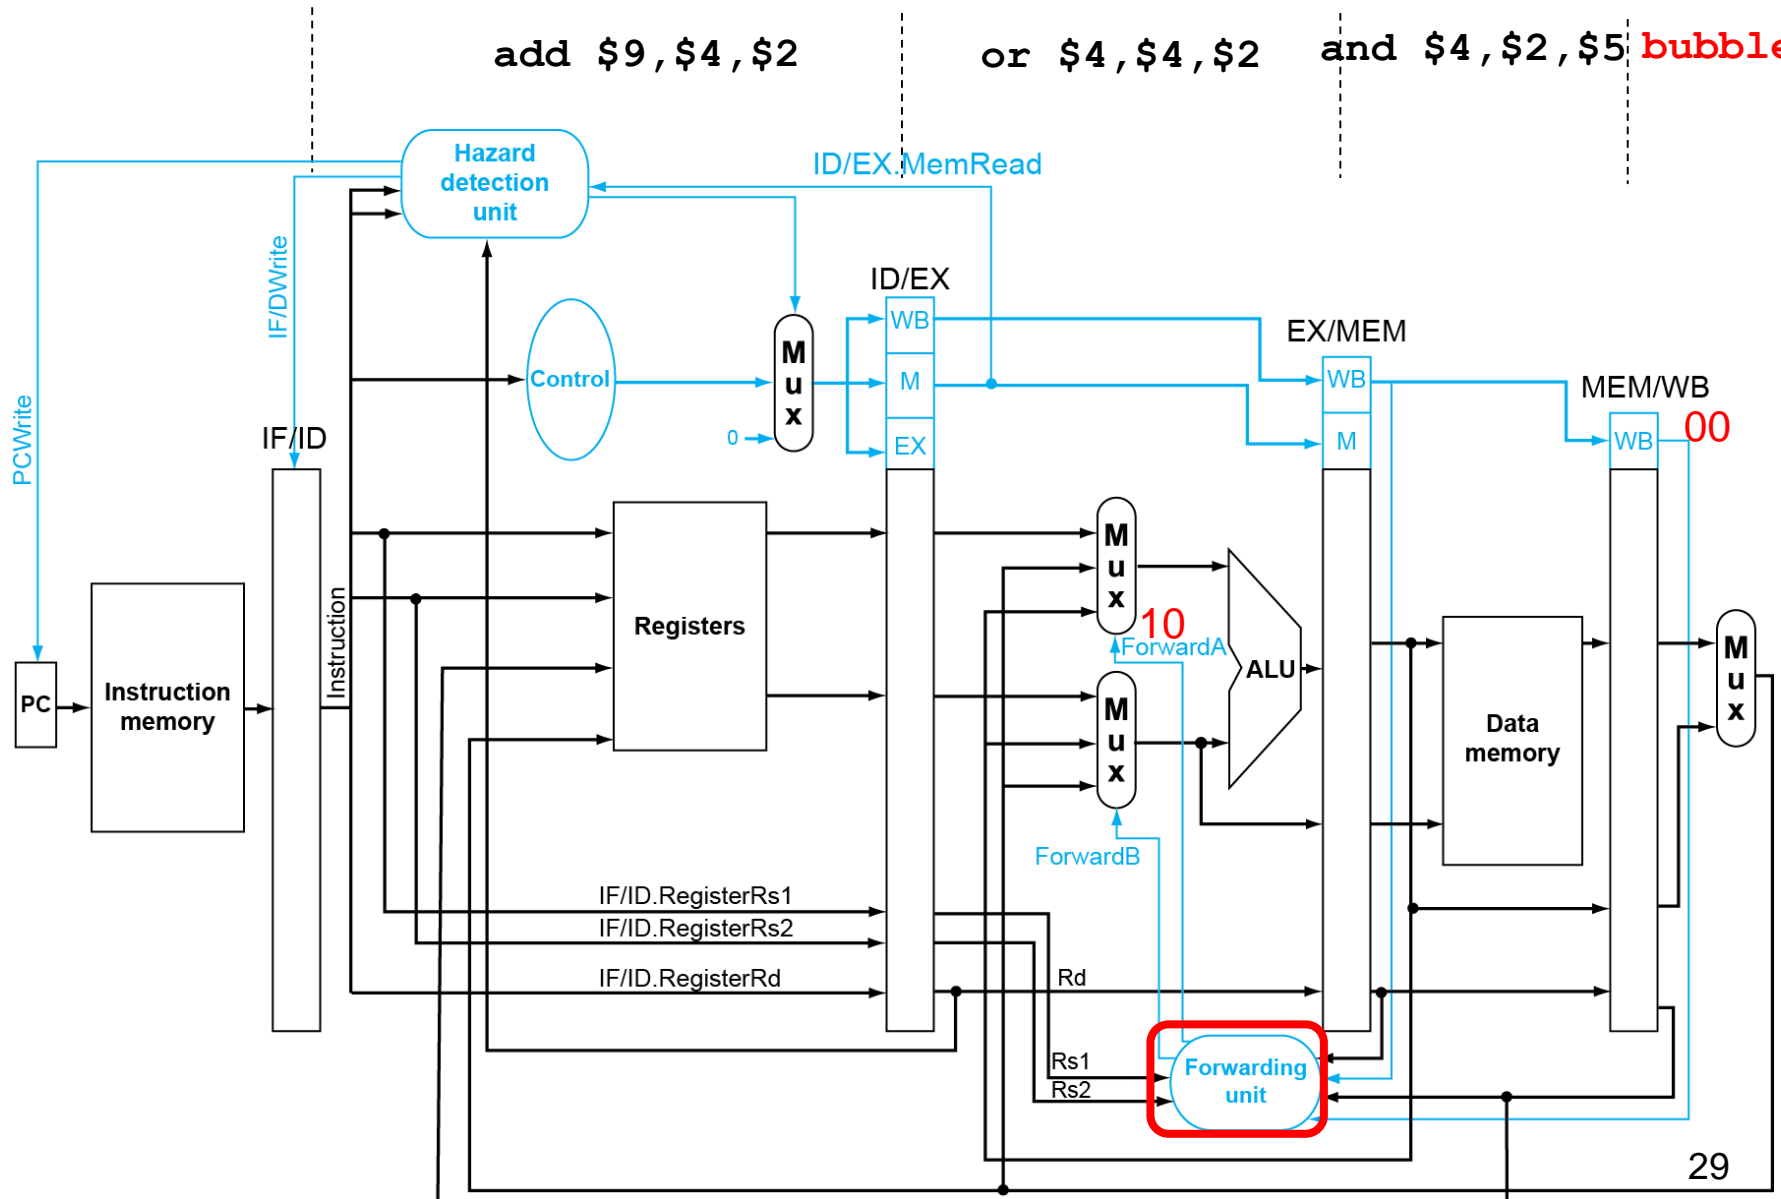 add $9,$4,$2
or $4,$4,$2
and $4,$2,$5
bubble
Hazard
detection
unit
ID/EX.MemRead
IF/DWrite
PCWrite
ID/EX
WB
M
EX
Control
M
u
x
0
EX/MEM
WB
M
MEM/WB
WB
00
IF/ID
Instruction
PC
Instruction
memory
Registers
M
u
x
10
ForwardA
M
u
x
ForwardB
ALU
Data
memory
M
u
x
IF/ID.RegisterRs1
IF/ID.RegisterRs2
IF/ID.RegisterRd
Rd
Rs1
Rs2
Forwarding
unit
29